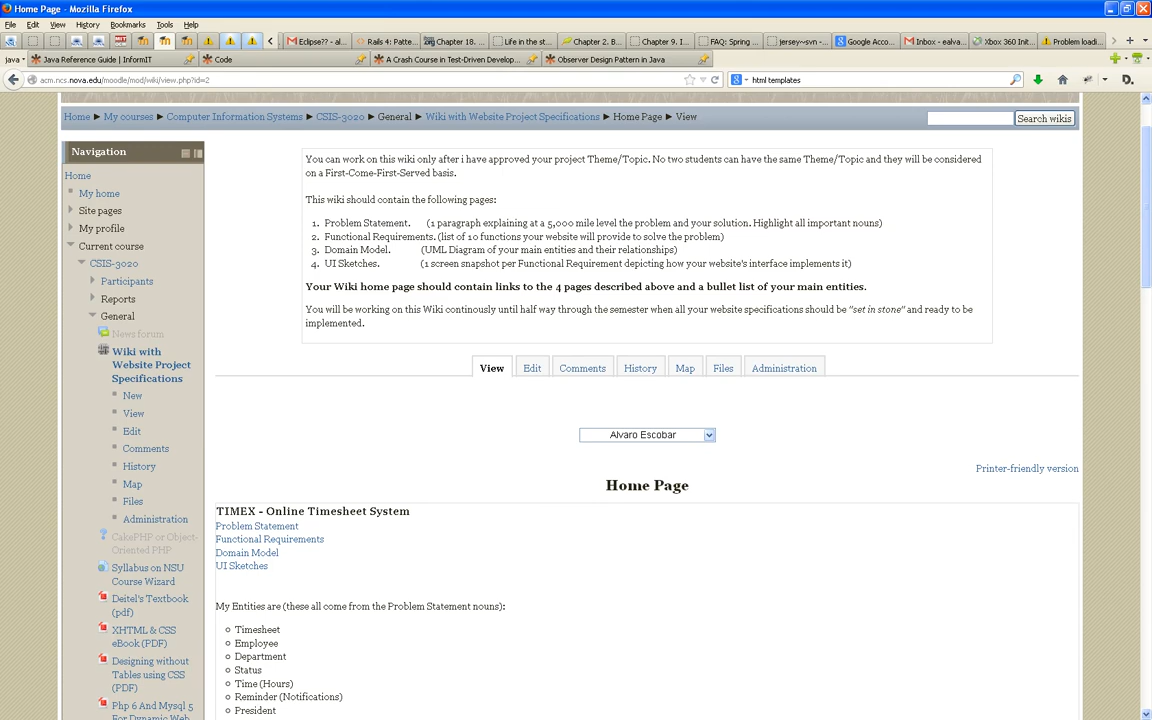 Home Page - Mozilla Firefox
File Edit View History Bookmarks Tools Help
Eclipse?? - al...
Rails 4: Patte...
Chapter 18. ...
Life in the st...
Chapter 2. B...
Chapter 9. I...
FAQ: Spring ...
jersey-svn -...
Google Acco...
Inbox - ealva...
Xbox 360 Init...
Problem loadi...
java
Java Reference Guide | InformIT
Code
A Crash Course in Test-Driven Develop...
Observer Design Pattern in Java
acm.ncs.nova.edu/moodle/mod/wiki/view.php?id=2
html templates
Home ► My courses ► Computer Information Systems ► CSIS-3020 ► General ► Wiki with Website Project Specifications ► Home Page ► View
Search wikis
Navigation
Home
My home
Site pages
My profile
Current course
CSIS-3020
Participants
Reports
General
News forum
Wiki with
Website Project
Specifications
New
View
Edit
Comments
History
Map
Files
Administration
CakePHP or Object-
Oriented PHP
Syllabus on NSU
Course Wizard
Deitel's Textbook
(pdf)
XHTML & CSS
eBook (PDF)
Designing without
Tables using CSS
(PDF)
Php 6 And Mysql 5
For Dynamic Web
You can work on this wiki only after i have approved your project Theme/Topic. No two students can have the same Theme/Topic and they will be considered
on a First-Come-First-Served basis.
This wiki should contain the following pages:
1. Problem Statement. (1 paragraph explaining at a 5,000 mile level the problem and your solution. Highlight all important nouns)
2. Functional Requirements. (list of 10 functions your website will provide to solve the problem)
3. Domain Model. (UML Diagram of your main entities and their relationships)
4. UI Sketches. (1 screen snapshot per Functional Requirement depicting how your website's interface implements it)
Your Wiki home page should contain links to the 4 pages described above and a bullet list of your main entities.
You will be working on this Wiki continously until half way through the semester when all your website specifications should be "set in stone" and ready to be
implemented.
View Edit Comments History Map Files Administration
Alvaro Escobar
Printer-friendly version
Home Page
TIMEX - Online Timesheet System
Problem Statement
Functional Requirements
Domain Model
UI Sketches
My Entities are (these all come from the Problem Statement nouns):
Timesheet
Employee
Department
Status
Time (Hours)
Reminder (Notifications)
President